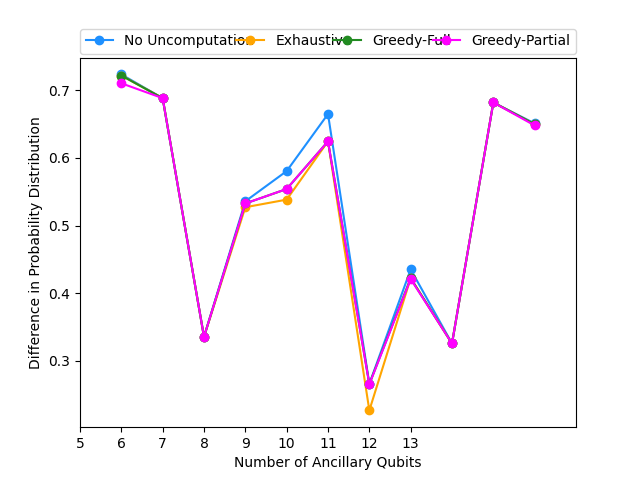 No Uncomputation Exhaustive Greedy-Full Greedy-Partial
0.7
0.6
0.5
0.4
0.3
Difference in Probability Distribution
5 6 7 8 9 10 11 12 13
Number of Ancillary Qubits